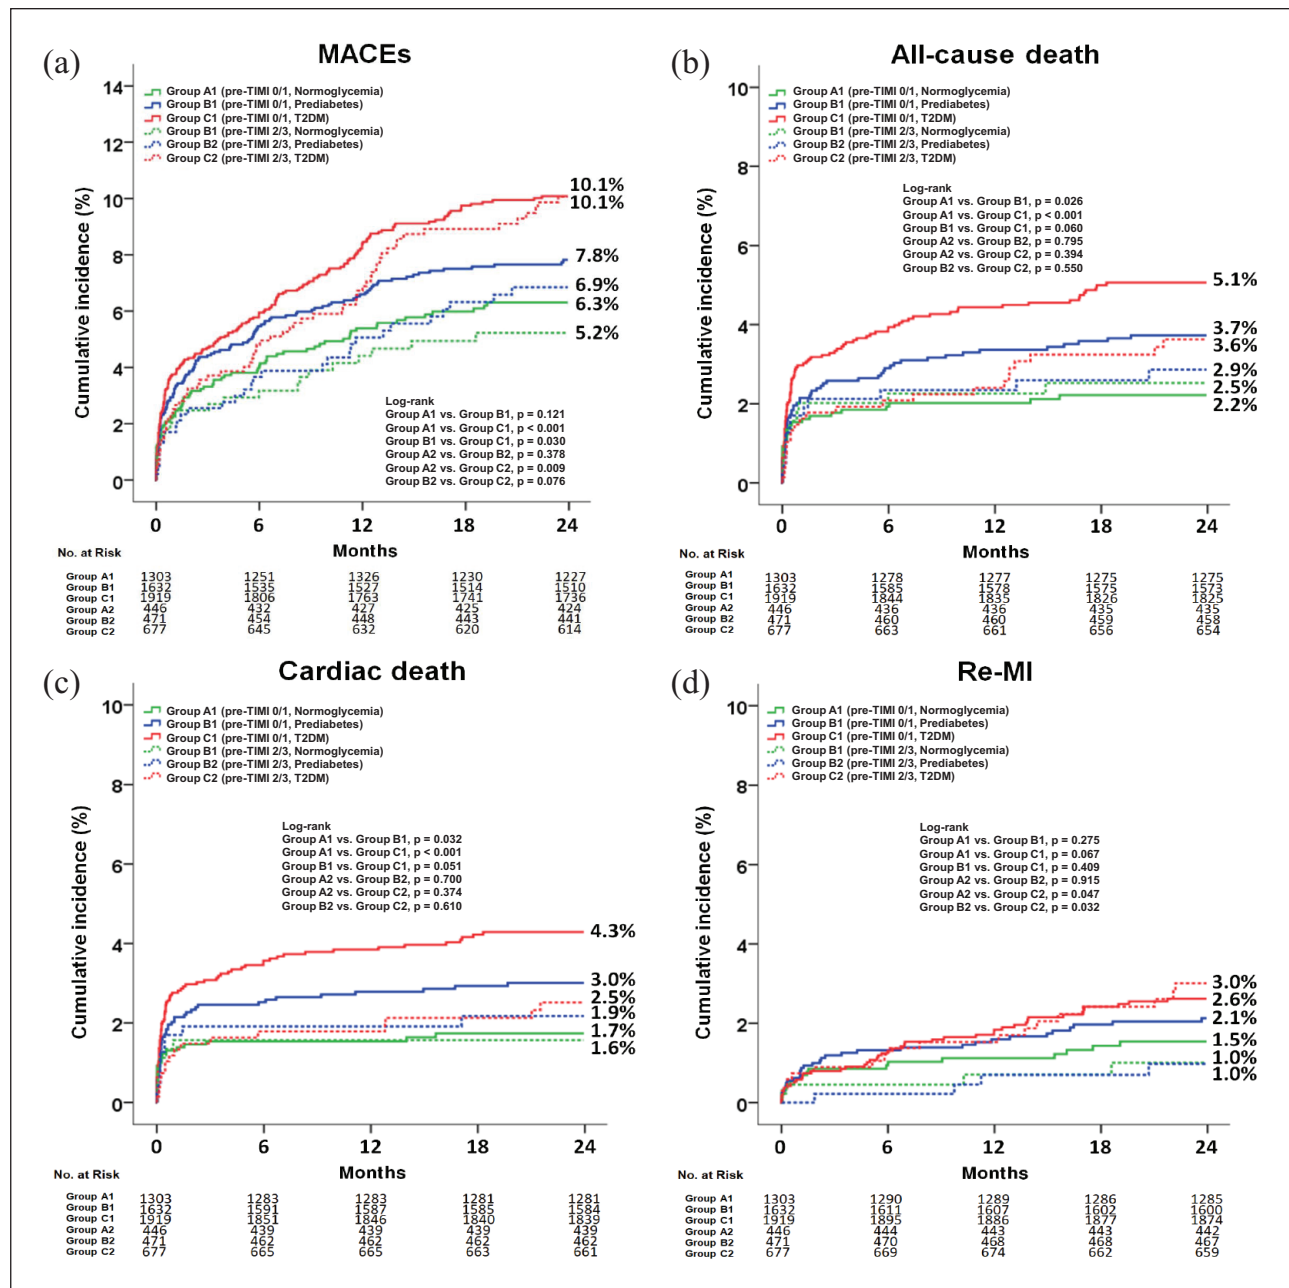 (a)
MACEs
Group A1 (pre-TIMI 0/1, Normoglycemia)
Group B1 (pre-TIMI 0/1, Prediabetes)
Group C1 (pre-TIMI 0/1, T2DM)
Group B1 (pre-TIMI 2/3, Normoglycemia)
Group B2 (pre-TIMI 2/3, Prediabetes)
Group C2 (pre-TIMI 2/3, T2DM)
Cumulative incidence (%)
14
12
10
8
6
4
2
0
10.1%
10.1%
7.8%
6.9%
6.3%
5.2%
Log-rank
Group A1 vs. Group B1, p = 0.121
Group A1 vs. Group C1, p < 0.001
Group B1 vs. Group C1, p = 0.030
Group A2 vs. Group B2, p = 0.378
Group A2 vs. Group C2, p = 0.009
Group B2 vs. Group C2, p = 0.076
0 6 12 18 24
No. at Risk Months
Group A1 1303 1251 1326 1230 1227
Group B1 1632 1535 1527 1514 1510
Group C1 1919 1806 1763 1741 1736
Group A2 446 432 427 425 424
Group B2 471 454 448 443 441
Group C2 677 645 632 620 614
(b)
All-cause death
Group A1 (pre-TIMI 0/1, Normoglycemia)
Group B1 (pre-TIMI 0/1, Prediabetes)
Group C1 (pre-TIMI 0/1, T2DM)
Group B1 (pre-TIMI 2/3, Normoglycemia)
Group B2 (pre-TIMI 2/3, Prediabetes)
Group C2 (pre-TIMI 2/3, T2DM)
Cumulative incidence (%)
10
8
6
4
2
0
Log-rank
Group A1 vs. Group B1, p = 0.026
Group A1 vs. Group C1, p < 0.001
Group B1 vs. Group C1, p = 0.060
Group A2 vs. Group B2, p = 0.795
Group A2 vs. Group C2, p = 0.394
Group B2 vs. Group C2, p = 0.550
5.1%
3.7%
3.6%
2.9%
2.5%
2.2%
0 6 12 18 24
No. at Risk Months
Group A1 1303 1278 1277 1275 1275
Group B1 1632 1585 1578 1575 1573
Group C1 1919 1844 1835 1826 1825
Group A2 446 436 436 435 435
Group B2 471 460 460 459 458
Group C2 677 663 661 656 654
(c)
Cardiac death
Group A1 (pre-TIMI 0/1, Normoglycemia)
Group B1 (pre-TIMI 0/1, Prediabetes)
Group C1 (pre-TIMI 0/1, T2DM)
Group B1 (pre-TIMI 2/3, Normoglycemia)
Group B2 (pre-TIMI 2/3, Prediabetes)
Group C2 (pre-TIMI 2/3, T2DM)
Cumulative incidence (%)
10
8
6
4
2
0
Log-rank
Group A1 vs. Group B1, p = 0.032
Group A1 vs. Group C1, p < 0.001
Group B1 vs. Group C1, p = 0.051
Group A2 vs. Group B2, p = 0.700
Group A2 vs. Group C2, p = 0.374
Group B2 vs. Group C2, p = 0.610
4.3%
3.0%
2.5%
1.9%
1.7%
1.6%
0 6 12 18 24
No. at Risk Months
Group A1 1303 1283 1283 1281 1281
Group B1 1632 1591 1587 1585 1584
Group C1 1919 1851 1846 1840 1839
Group A2 446 439 439 439 439
Group B2 471 462 462 462 462
Group C2 677 665 665 663 661
(d)
Re-MI
Group A1 (pre-TIMI 0/1, Normoglycemia)
Group B1 (pre-TIMI 0/1, Prediabetes)
Group C1 (pre-TIMI 0/1, T2DM)
Group B1 (pre-TIMI 2/3, Normoglycemia)
Group B2 (pre-TIMI 2/3, Prediabetes)
Group C2 (pre-TIMI 2/3, T2DM)
Cumulative incidence (%)
10
8
6
4
2
0
Log-rank
Group A1 vs. Group B1, p = 0.275
Group A1 vs. Group C1, p = 0.067
Group B1 vs. Group C1, p = 0.409
Group A2 vs. Group B2, p = 0.915
Group A2 vs. Group C2, p = 0.047
Group B2 vs. Group C2, p = 0.032
3.0%
2.6%
2.1%
1.5%
1.0%
1.0%
0 6 12 18 24
No. at Risk Months
Group A1 1303 1290 1289 1286 1285
Group B1 1632 1611 1607 1602 1600
Group C1 1919 1895 1886 1877 1874
Group A2 446 444 443 443 442
Group B2 471 470 468 468 467
Group C2 677 669 674 662 659